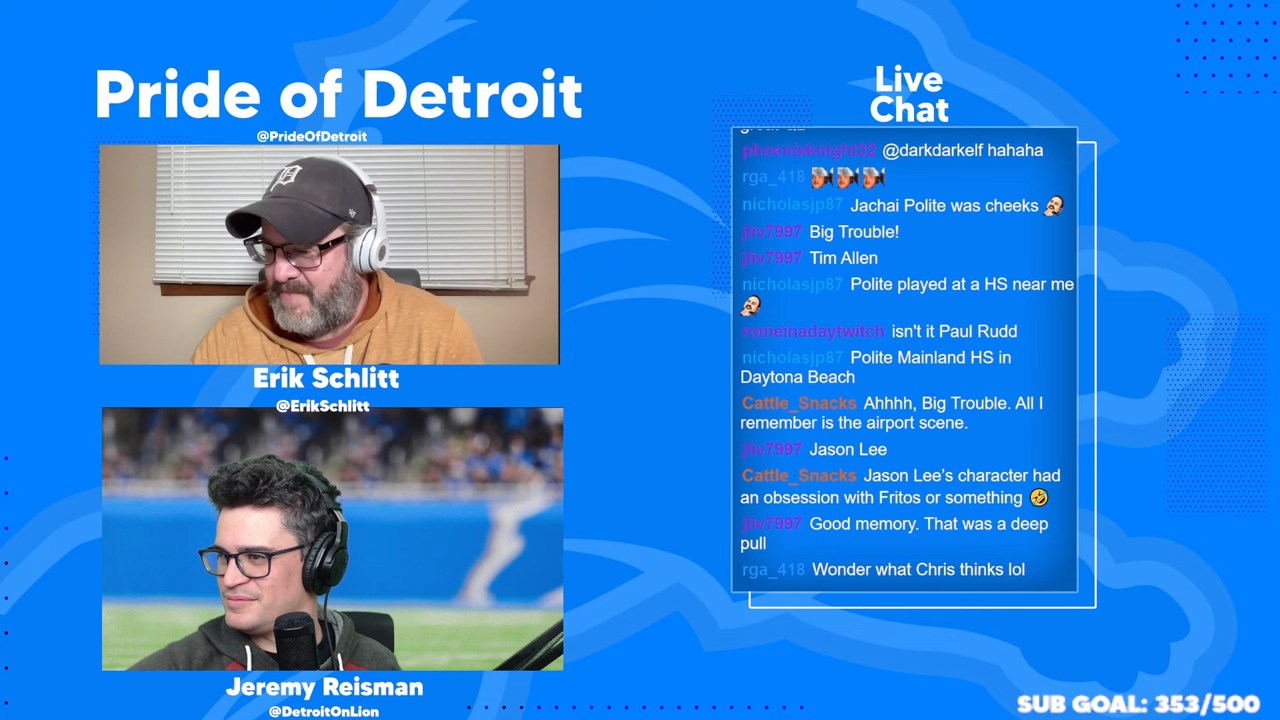 Pride of Detroit
@PrideOfDetroit
Erik Schlitt
@ErikSchlitt
Jeremy Reisman
@DetroitOnLion
Live
Chat
phoenixknight32 @darkdarkelf hahaha
rga_418
nicholasjp87 Jachai Polite was cheeks
jliv7997 Big Trouble!
jliv7997 Tim Allen
nicholasjp87 Polite played at a HS near me
romeinadaytwitch isn't it Paul Rudd
nicholasjp87 Polite Mainland HS in
Daytona Beach
Cattle_Snacks Ahhhh, Big Trouble. All I
remember is the airport scene.
jliv7997 Jason Lee
Cattle_Snacks Jason Lee's character had
an obsession with Fritos or something
jliv7997 Good memory. That was a deep
pull
rga_418 Wonder what Chris thinks lol
SUB GOAL: 353/500